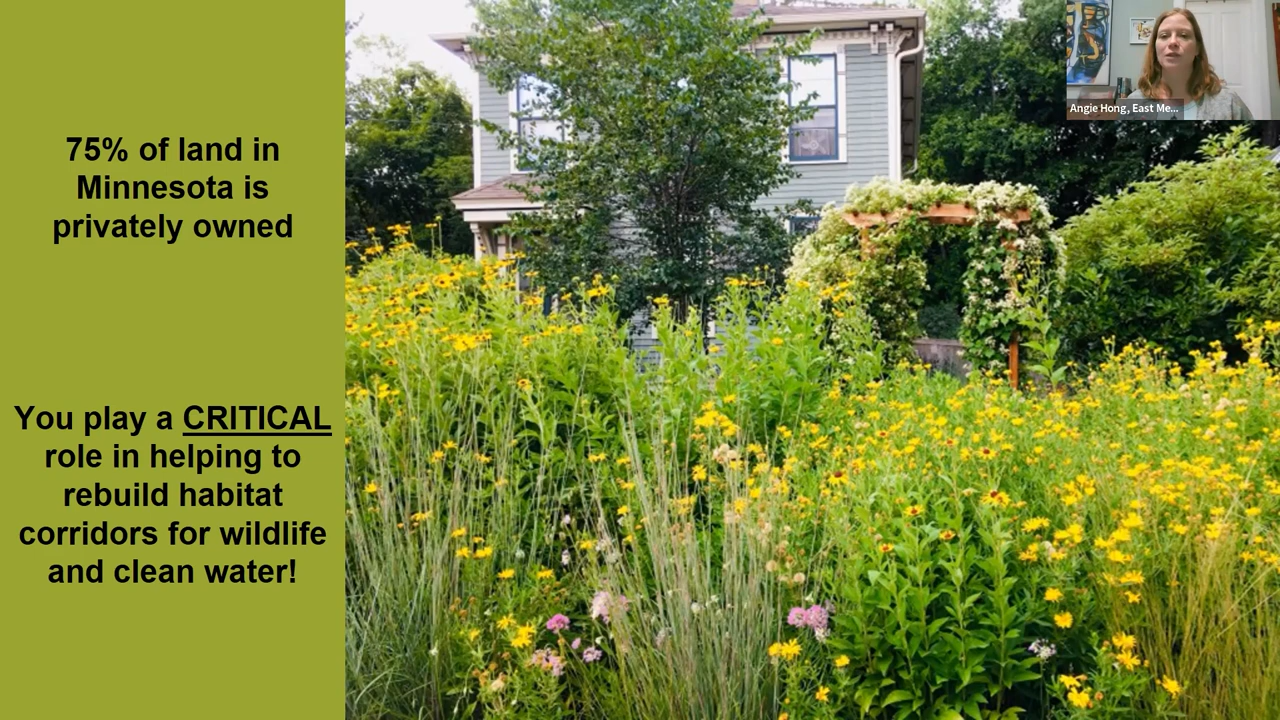 75% of land in
Minnesota is
privately owned
You play a CRITICAL
role in helping to
rebuild habitat
corridors for wildlife
and clean water!
Angie Hong, East Me...